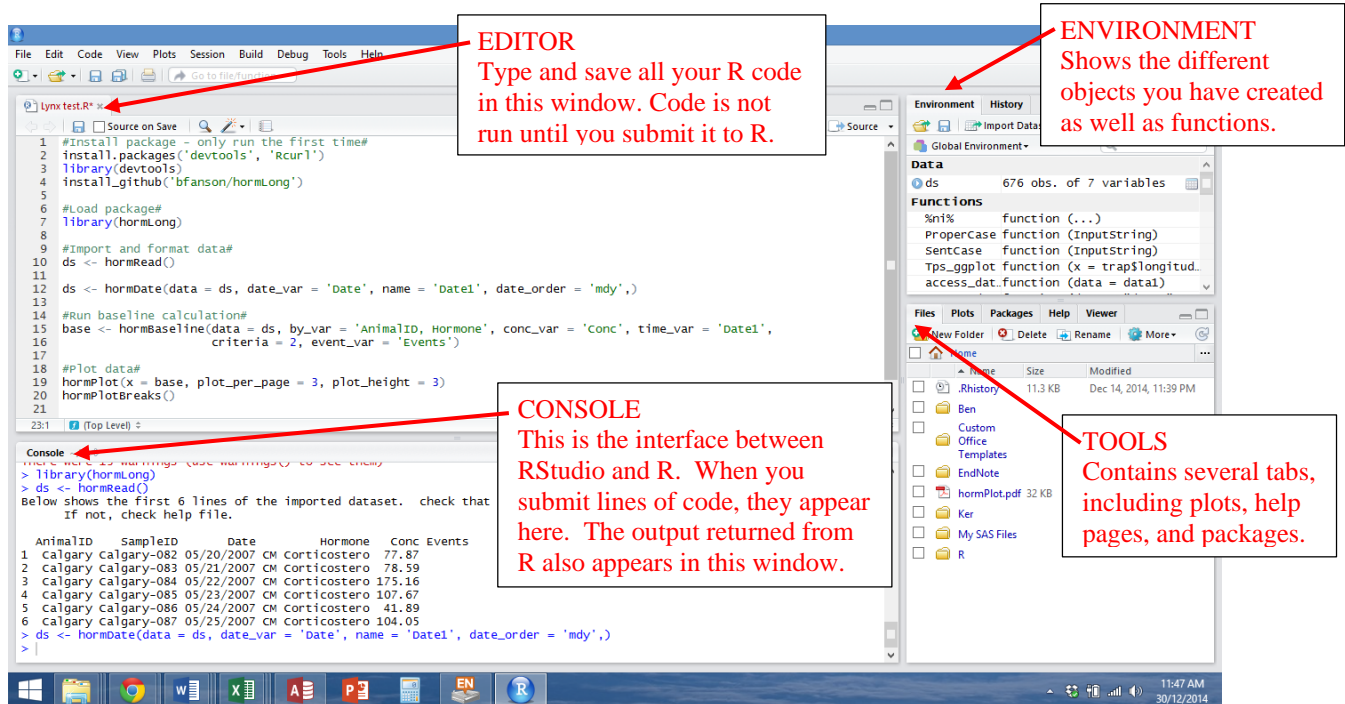 File Edit Code View Plots Session Build Debug Tools Help
Go to file/function
EDITOR
Type and save all your R code
in this window. Code is not
run until you submit it to R.
ENVIRONMENT
Shows the different
objects you have created
as well as functions.
Lynx test.R* ×
Source on Save
Source
1 #Install package - only run the first time#
2 install.packages('devtools', 'Rcurl')
3 library(devtools)
4 install_github('bfanson/hormLong')
5
6 #Load package#
7 library(hormLong)
8
9 #Import and format data#
10 ds <- hormRead()
11
12 ds <- hormDate(data = ds, date_var = 'Date', name = 'Date1', date_order = 'mdy',)
13
14 #Run baseline calculation#
15 base <- hormBaseline(data = ds, by_var = 'AnimalID, Hormone', conc_var = 'Conc', time_var = 'Date1',
16 criteria = 2, event_var = 'Events')
17
18 #Plot data#
19 hormPlot(x = base, plot_per_page = 3, plot_height = 3)
20 hormPlotBreaks()
21
23:1 (Top Level)
Environment History
Import Datas
Global Environment
Data
ds 676 obs. of 7 variables
Functions
%ni% function (...)
ProperCase function (InputString)
SentCase function (InputString)
Tps_ggplot function (x = trap$longitud…
access_dat… function (data = data1)
Files Plots Packages Help Viewer
New Folder Delete Rename More
Home
Name Size Modified
.Rhistory 11.3 KB Dec 14, 2014, 11:39 PM
Ben
Custom
Office
Templates
EndNote
hormPlot.pdf 32 KB
Ker
My SAS Files
R
TOOLS
Contains several tabs,
including plots, help
pages, and packages.
CONSOLE
This is the interface between
RStudio and R. When you
submit lines of code, they appear
here. The output returned from
R also appears in this window.
Console
There were 15 warnings (use warnings() to see them)
> library(hormLong)
> ds <- hormRead()
Below shows the first 6 lines of the imported dataset. check that
If not, check help file.
AnimalID SampleID Date Hormone Conc Events
1 Calgary Calgary-082 05/20/2007 CM Corticostero 77.87
2 Calgary Calgary-083 05/21/2007 CM Corticostero 78.59
3 Calgary Calgary-084 05/22/2007 CM Corticostero 175.16
4 Calgary Calgary-085 05/23/2007 CM Corticostero 107.67
5 Calgary Calgary-086 05/24/2007 CM Corticostero 41.89
6 Calgary Calgary-087 05/25/2007 CM Corticostero 104.05
> ds <- hormDate(data = ds, date_var = 'Date', name = 'Date1', date_order = 'mdy',)
>
11:47 AM
30/12/2014